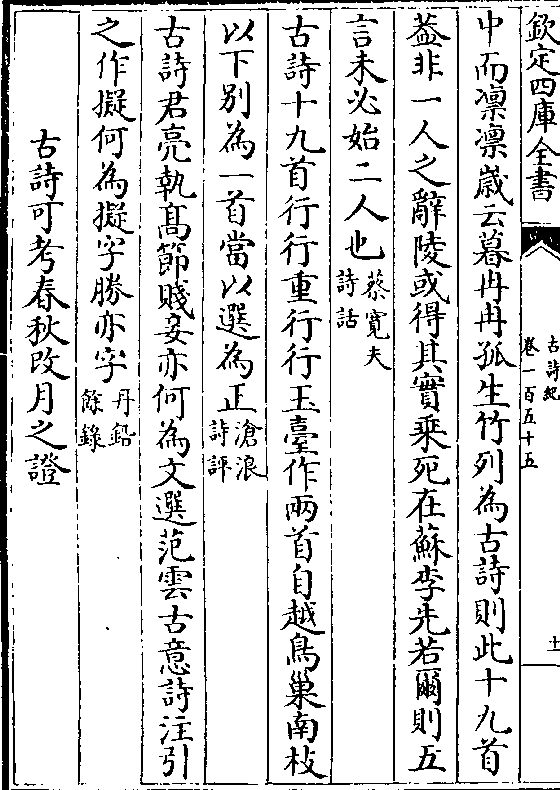 欽定四庫全書
古詩紀
卷一百五十五
十
中而凛凛嵗云暮冉冉孤生竹列為古詩則此十九首
葢非一人之辭陵或得其實乗死在蘇李先若爾則五
言未必始二人也蔡寛夫詩話
古詩十九首行行重行行玉臺作兩首自越鳥巢南枝
以下别為一首當以選為正滄浪詩評
古詩君亮執髙節賤妾亦何為文選范雲古意詩注引
之作擬何為擬字勝亦字丹鉛餘録
古詩可考春秋改月之證